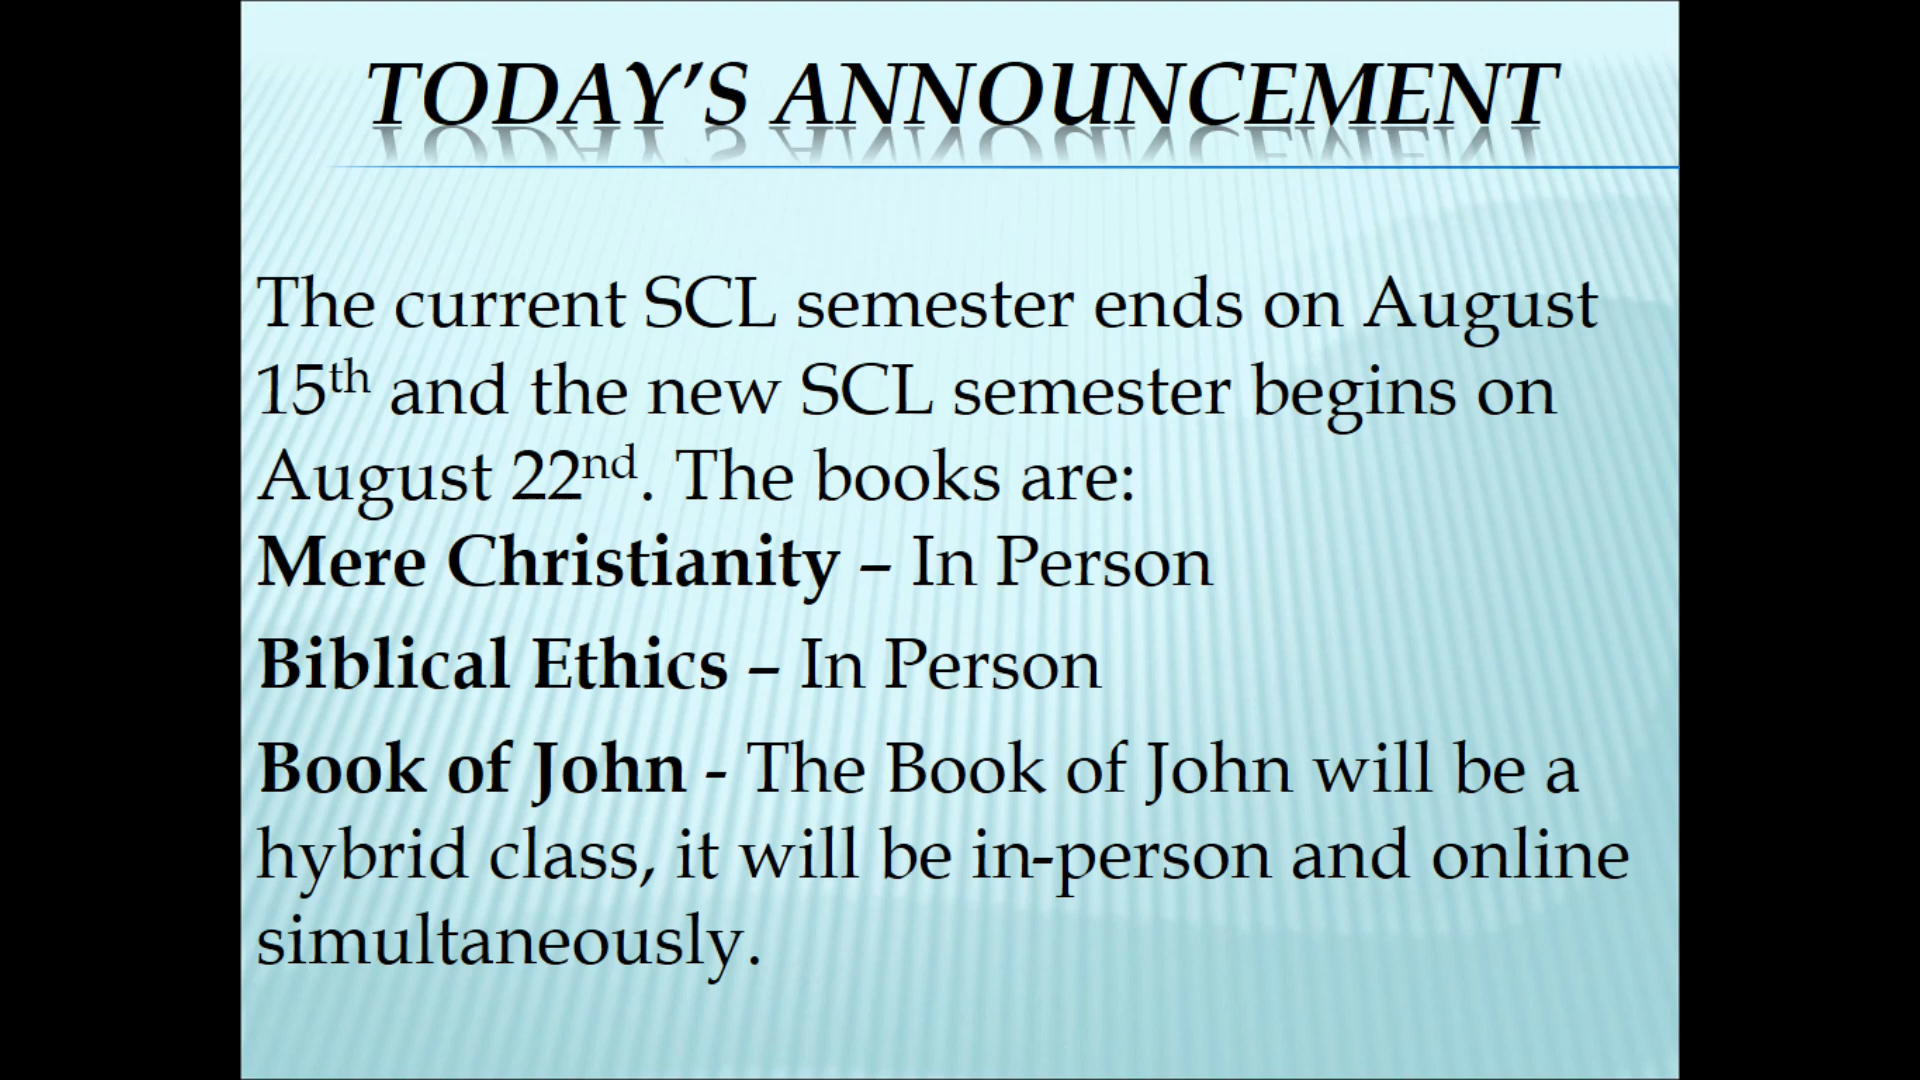 TODAY’S ANNOUNCEMENT
The current SCL semester ends on August
15th and the new SCL semester begins on
August 22nd. The books are:
Mere Christianity – In Person
Biblical Ethics – In Person
Book of John - The Book of John will be a
hybrid class, it will be in-person and online
simultaneously.